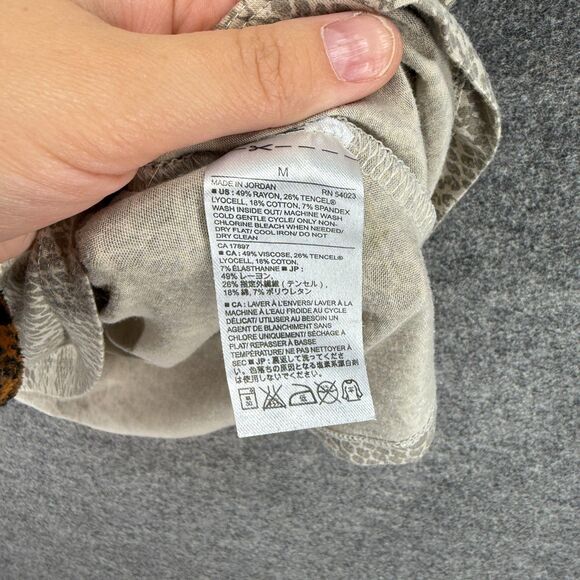 M
MADE IN JORDAN RN 54023
■ US : 49% RAYON, 26% TENCEL®
LYOCELL, 18% COTTON, 7% SPANDEX
WASH INSIDE OUT/ MACHINE WASH
COLD GENTLE CYCLE/ ONLY NON-
CHLORINE BLEACH WHEN NEEDED/
DRY FLAT/ COOL IRON/ DO NOT
DRY CLEAN
CA 17897
■ CA : 49% VISCOSE, 26% TENCEL®
LYOCELL, 18% COTON,
7% ÉLASTHANNE ■ JP :
49% レーヨン,
26% 指定外繊維 (テンセル),
18% 綿, 7% ポリウレタン
■ CA : LAVER À L'ENVERS/ LAVER À LA
MACHINE À L'EAU FROIDE AU CYCLE
DÉLICAT/ UTILISER AU BESOIN UN
AGENT DE BLANCHIMENT SANS
CHLORE UNIQUEMENT/ SÉCHAGE À
PLAT/ REPASSER À BASSE
TEMPÉRATURE/ NE PAS NETTOYER À
SEC ■ JP : 裏返して洗ってくださ
い。色落ちの原因となる塩素系漂白剤
は使用しないで
30 低 平